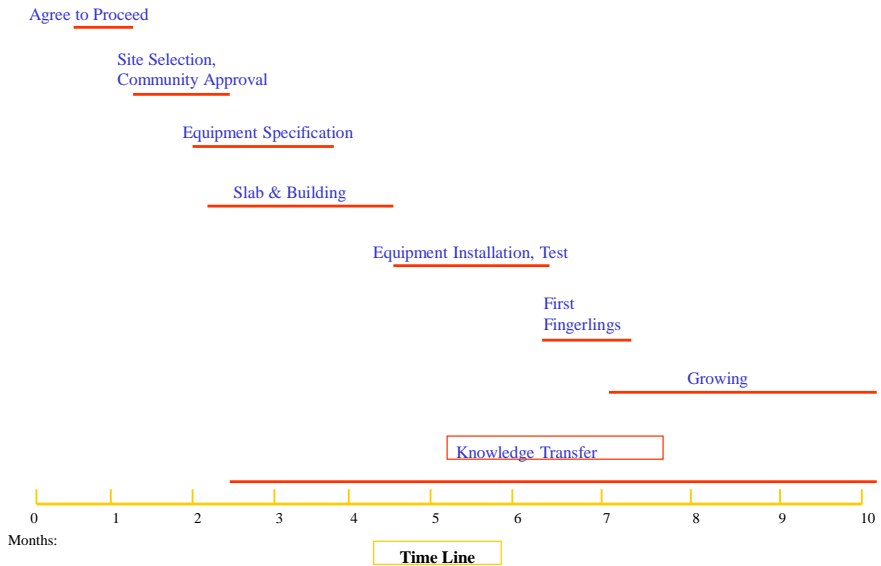 Agree to Proceed
Site Selection,
Community Approval
Equipment Specification
Slab & Building
Equipment Installation, Test
First
Fingerlings
Growing
Knowledge Transfer
0 1 2 3 4 5 6 7 8 9 10
Months:
Time Line